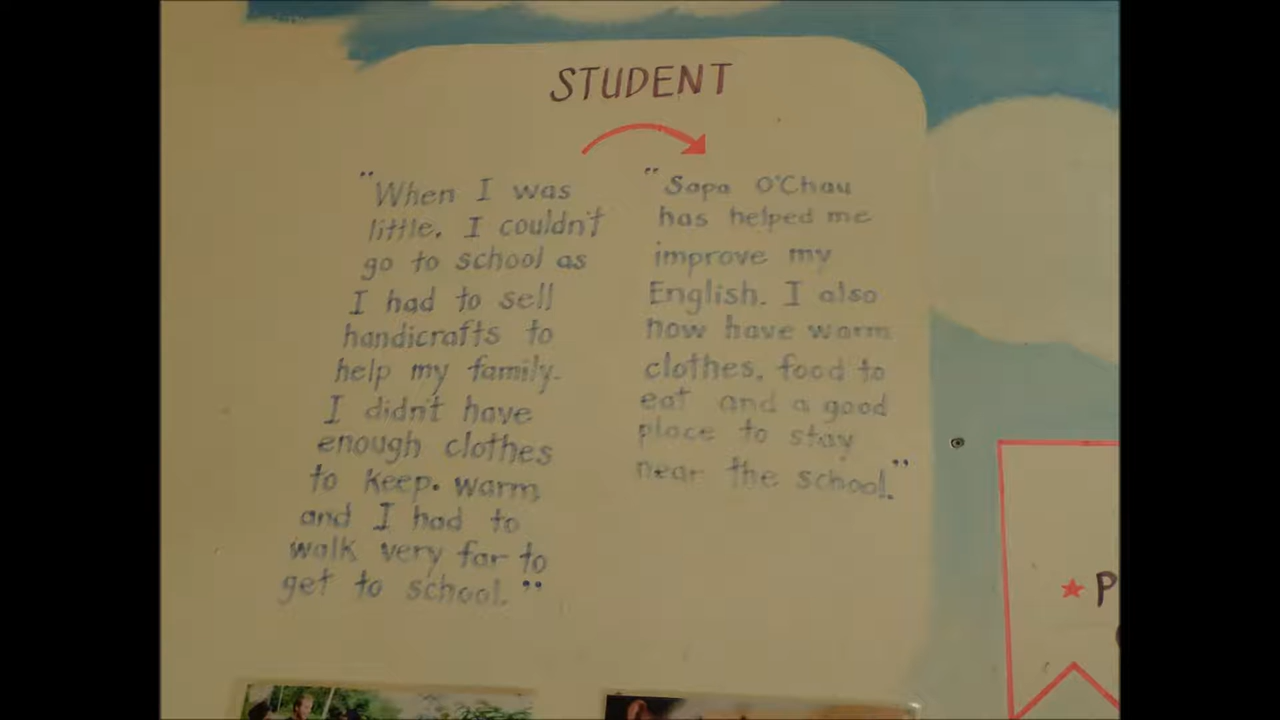 STUDENT
"When I was
little, I couldn't
go to school as
I had to sell
handicrafts to
help my family.
I didn't have
enough clothes
to keep warm
and I had to
walk very far to
get to school."
"Sapa O'Chau
has helped me
improve my
English. I also
now have warm
clothes, food to
eat and a good
place to stay
near the school."
★ P